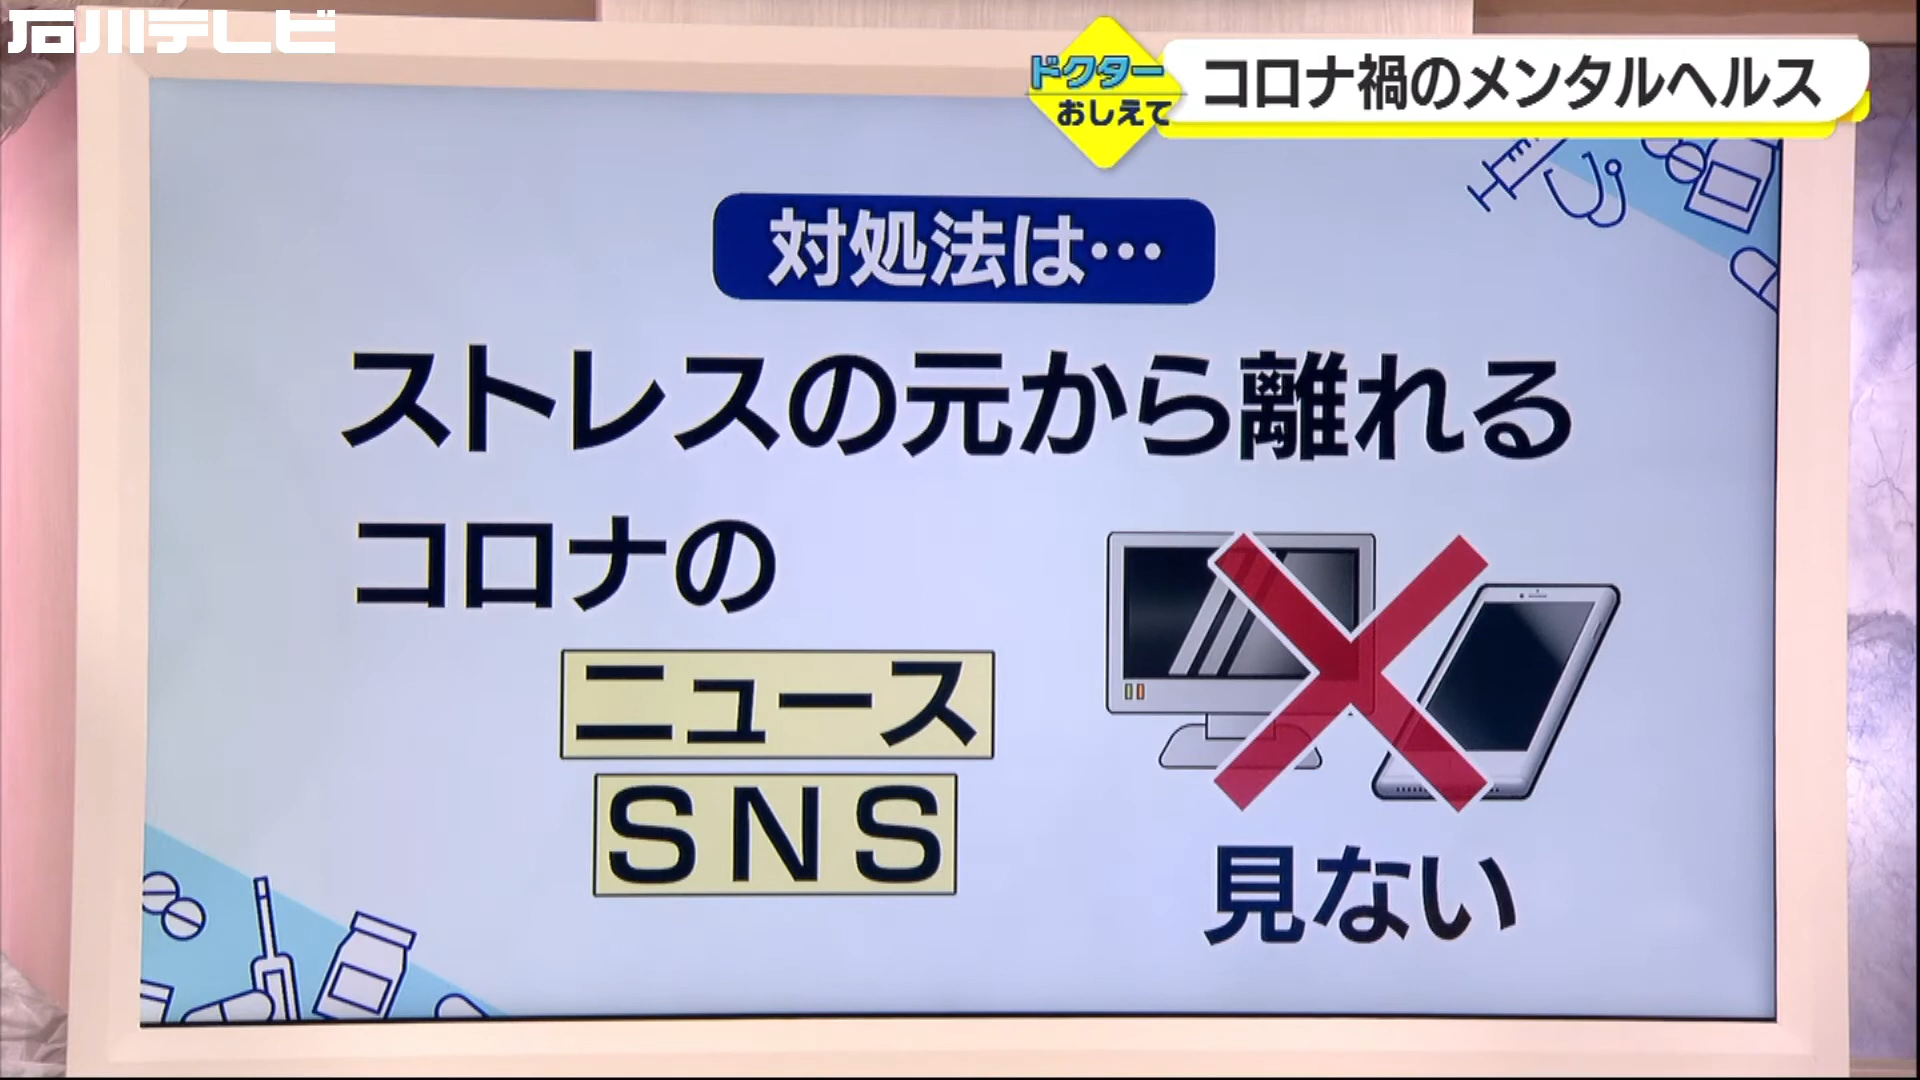 石川テレビ
ドクター
おしえて
コロナ禍のメンタルヘルス
対処法は…
ストレスの元から離れる
コロナの
ニュース
ＳＮＳ
見ない